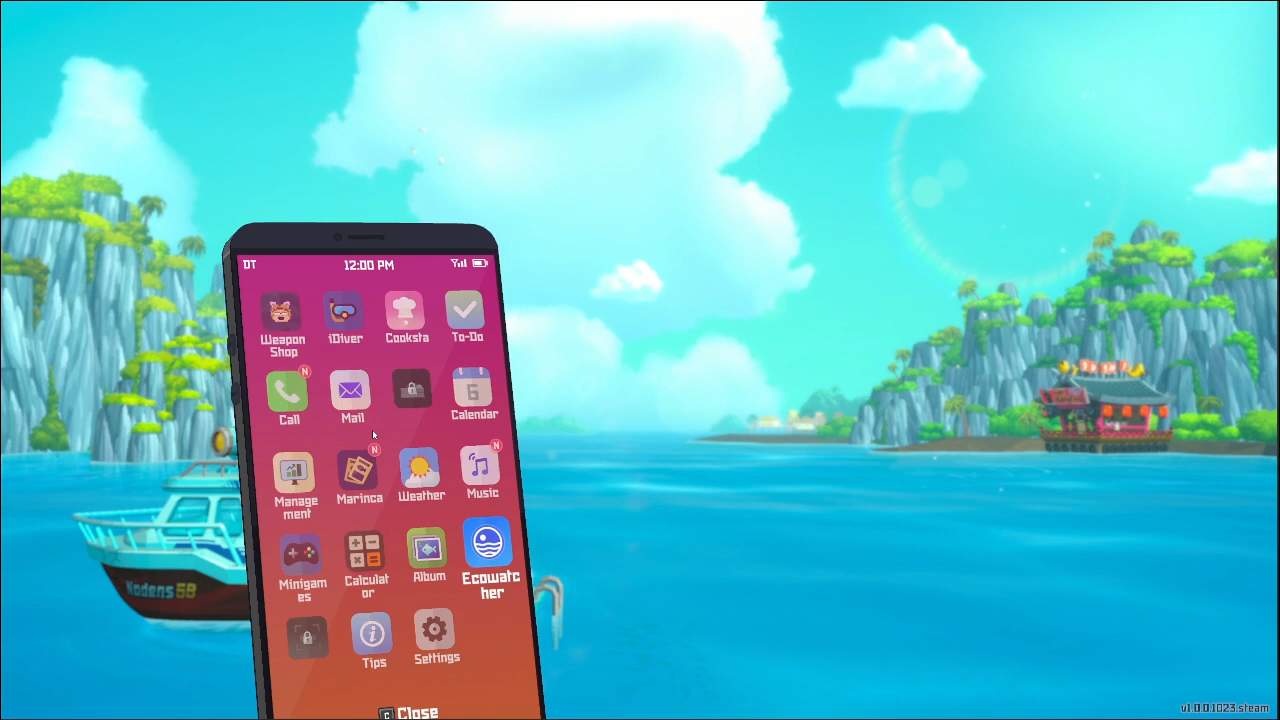 DT
12:00 PM
Weapon
Shop
iDiver
Cooksta
To-Do
N
Call
Mail
6
Calendar
Manage
ment
N
Marinca
Weather
N
Music
Minigam
es
Calculat
or
Album
Ecowatc
her
Tips
Settings
C Close
Nodens 68
v1.0.0.1023.steam